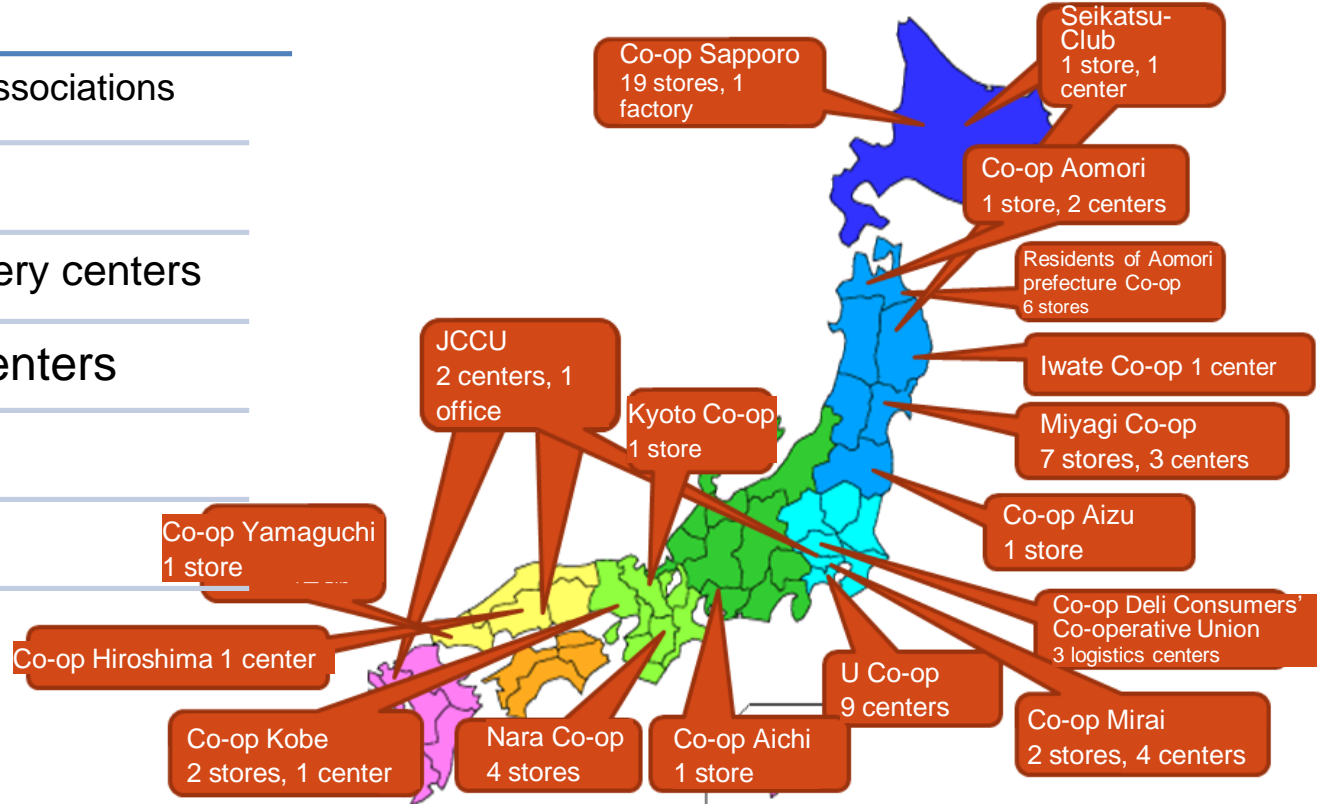 ssociations
ery centers
enters
Co-op Sapporo
19 stores, 1
factory
Seikatsu-
Club
1 store, 1
center
Co-op Aomori
1 store, 2 centers
Residents of Aomori
prefecture Co-op
6 stores
Iwate Co-op 1 center
Miyagi Co-op
7 stores, 3 centers
Co-op Aizu
1 store
Co-op Deli Consumers’
Co-operative Union
3 logistics centers
Co-op Mirai
2 stores, 4 centers
U Co-op
9 centers
JCCU
2 centers, 1
office
Kyoto Co-op
1 store
Co-op Yamaguchi
1 store
Co-op Hiroshima 1 center
Co-op Kobe
2 stores, 1 center
Nara Co-op
4 stores
Co-op Aichi
1 store